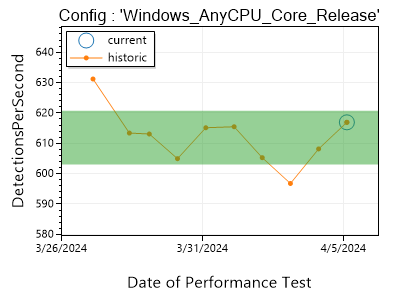 Config : 'Windows_AnyCPU_Core_Release'
current
historic
DetectionsPerSecond
640
630
620
610
600
590
580
3/26/2024
3/31/2024
4/5/2024
Date of Performance Test